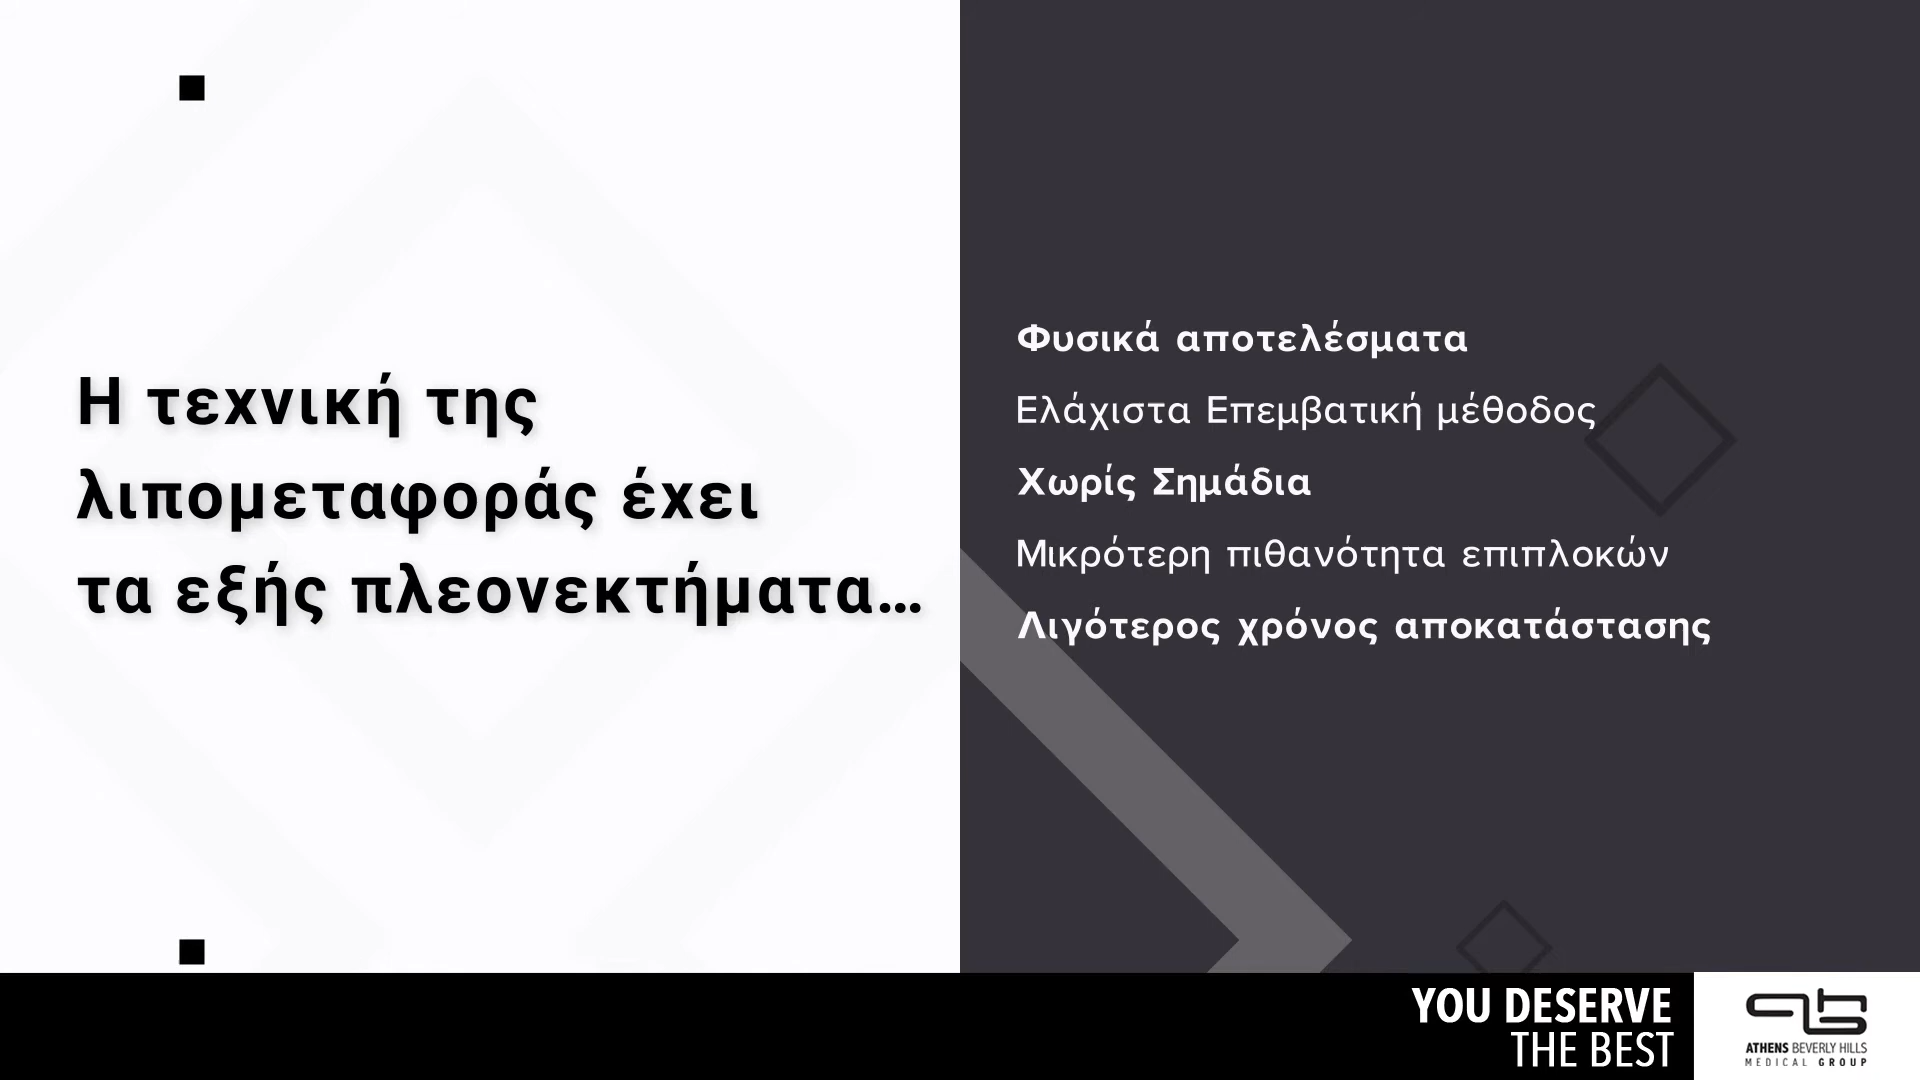 Η τεχνική της
λιπομεταφοράς έχει
τα εξής πλεονεκτήματα...
Φυσικά αποτελέσματα
Ελάχιστα Επεμβατική μέθοδος
Χωρίς Σημάδια
Μικρότερη πιθανότητα επιπλοκών
Λιγότερος χρόνος αποκατάστασης
YOU DESERVE
THE BEST
ATHENS BEVERLY HILLS
MEDICAL GROUP